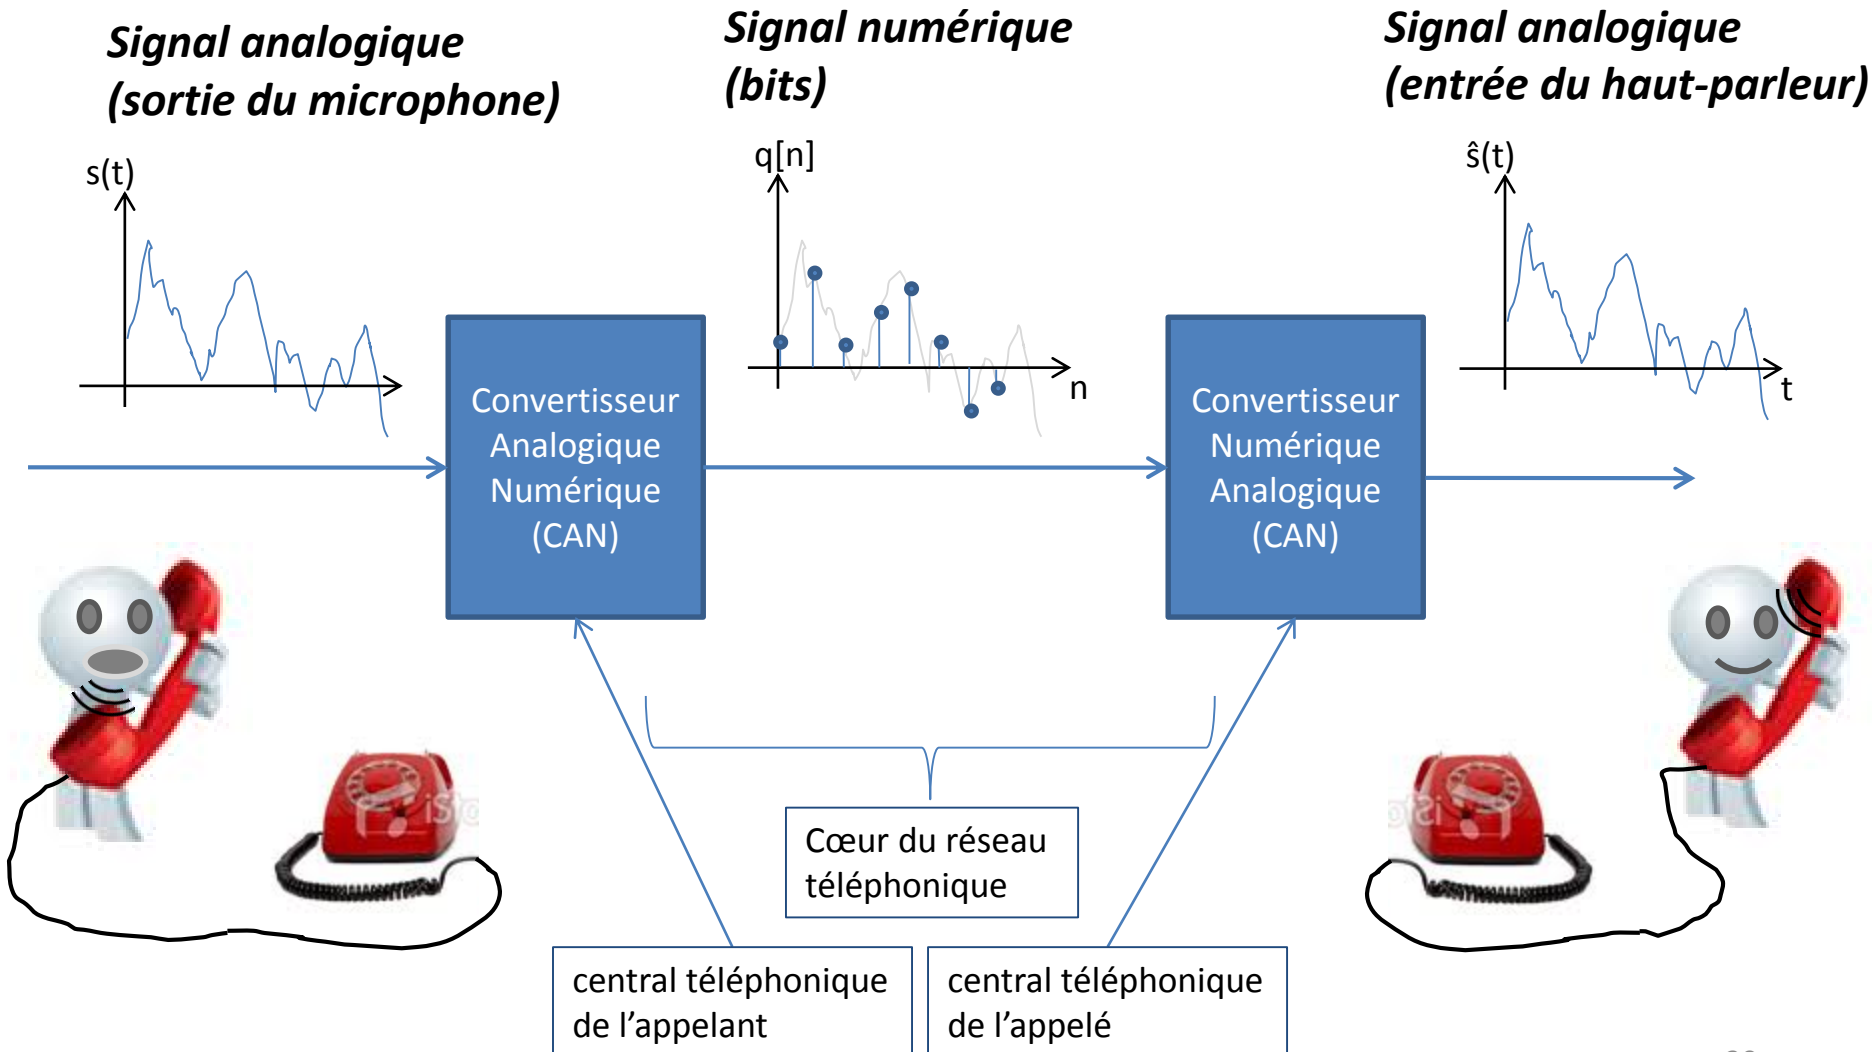 Signal analogique
(sortie du microphone)
Signal numérique
(bits)
Signal analogique
(entrée du haut-parleur)
s(t)
q[n]
n
ŝ(t)
t
Convertisseur
Analogique
Numérique
(CAN)
Convertisseur
Numérique
Analogique
(CAN)
Cœur du réseau
téléphonique
central téléphonique
de l'appelant
central téléphonique
de l'appelé